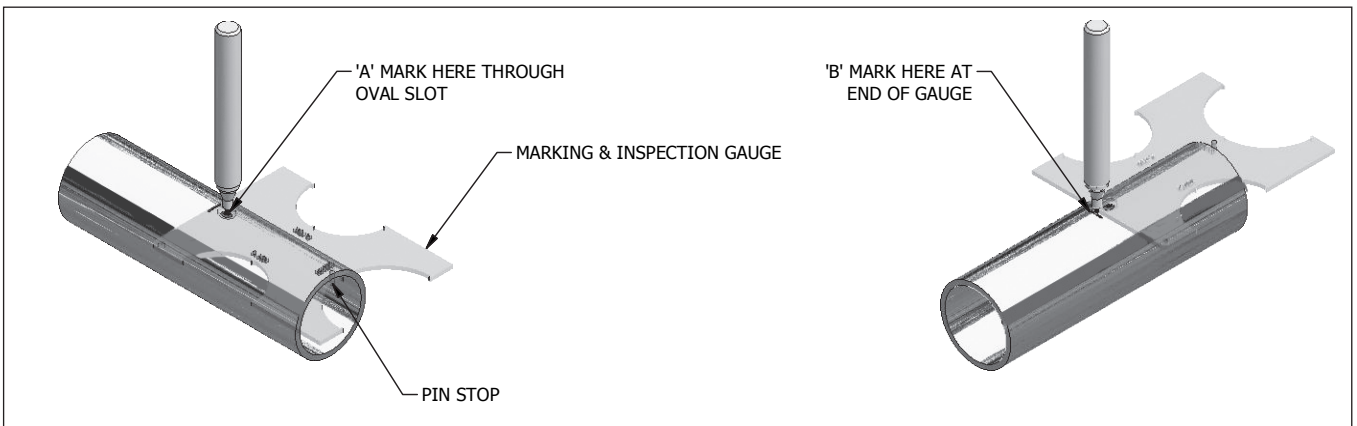 'A' MARK HERE THROUGH
OVAL SLOT
MARKING & INSPECTION GAUGE
PIN STOP
'B' MARK HERE AT
END OF GAUGE